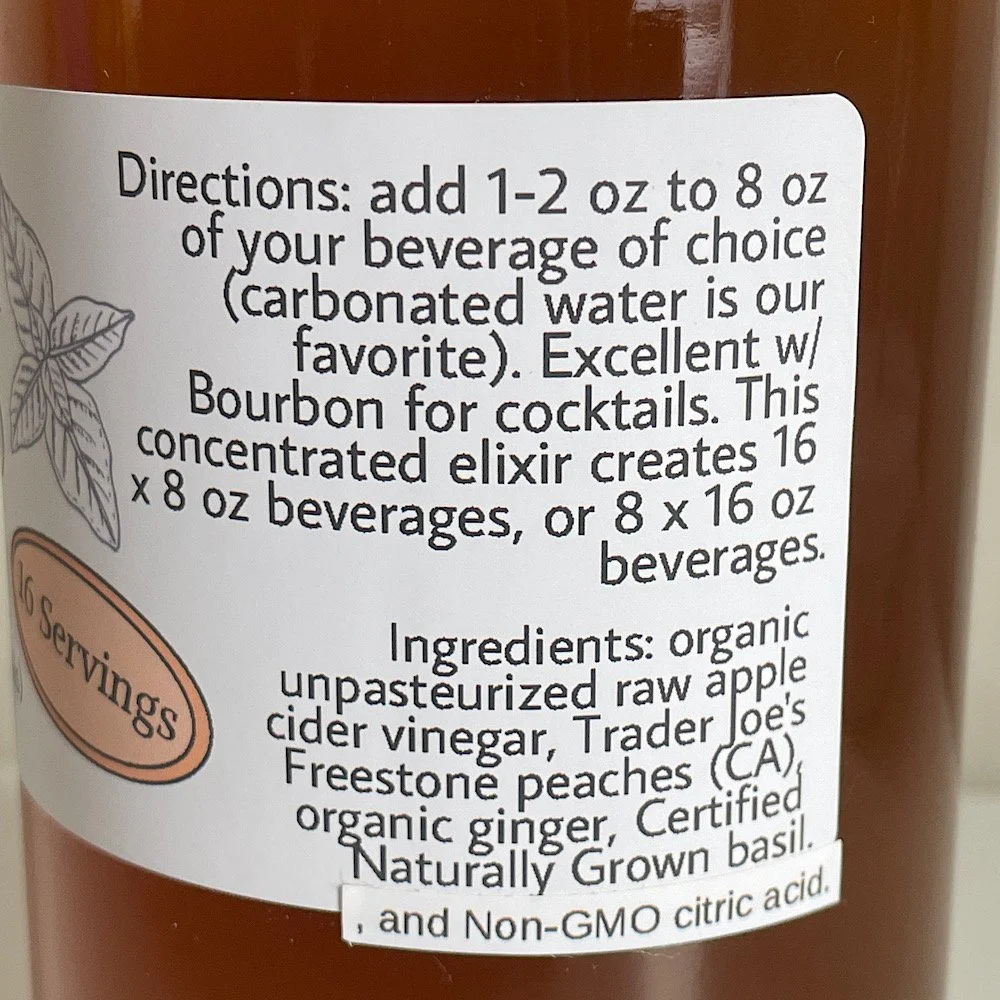 Directions: add 1-2 oz to 8 oz
of your beverage of choice
(carbonated water is our
favorite). Excellent w/
Bourbon for cocktails. This
concentrated elixir creates 16
x 8 oz beverages, or 8 x 16 oz
beverages.
16 Servings
Ingredients: organic
unpasteurized raw apple
cider vinegar, Trader Joe's
Freestone peaches (CA),
organic ginger, Certified
Naturally Grown basil.
, and Non-GMO citric acid.